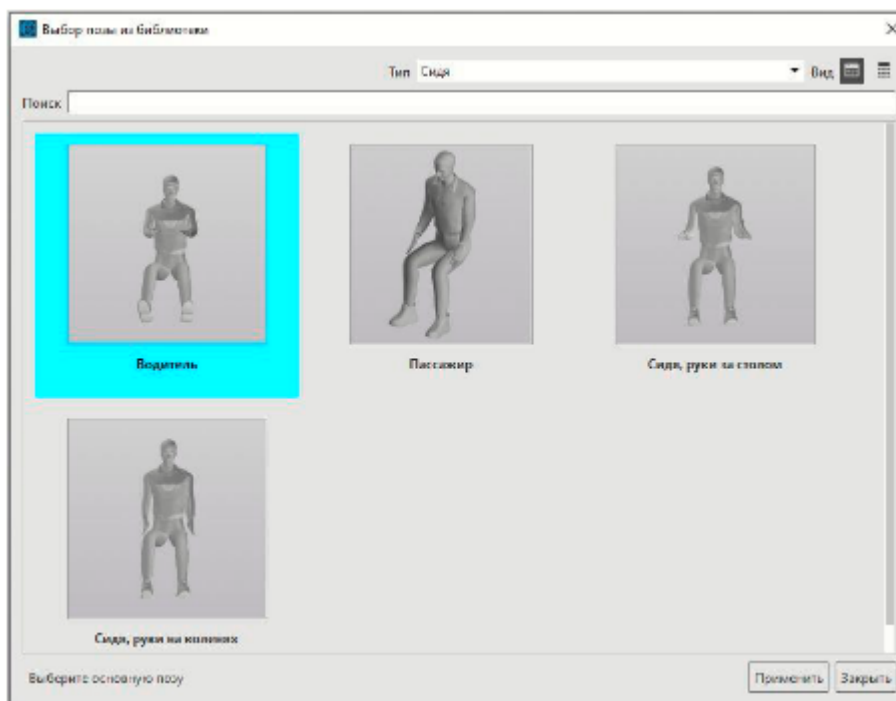 Выбор позы из библиотеки
Тип Сидя Вид
Поиск
Водитель
Пассажир
Сидя, руки за столом
Сидя, руки на коленях
Выберите основную позу
Применить Закрыть